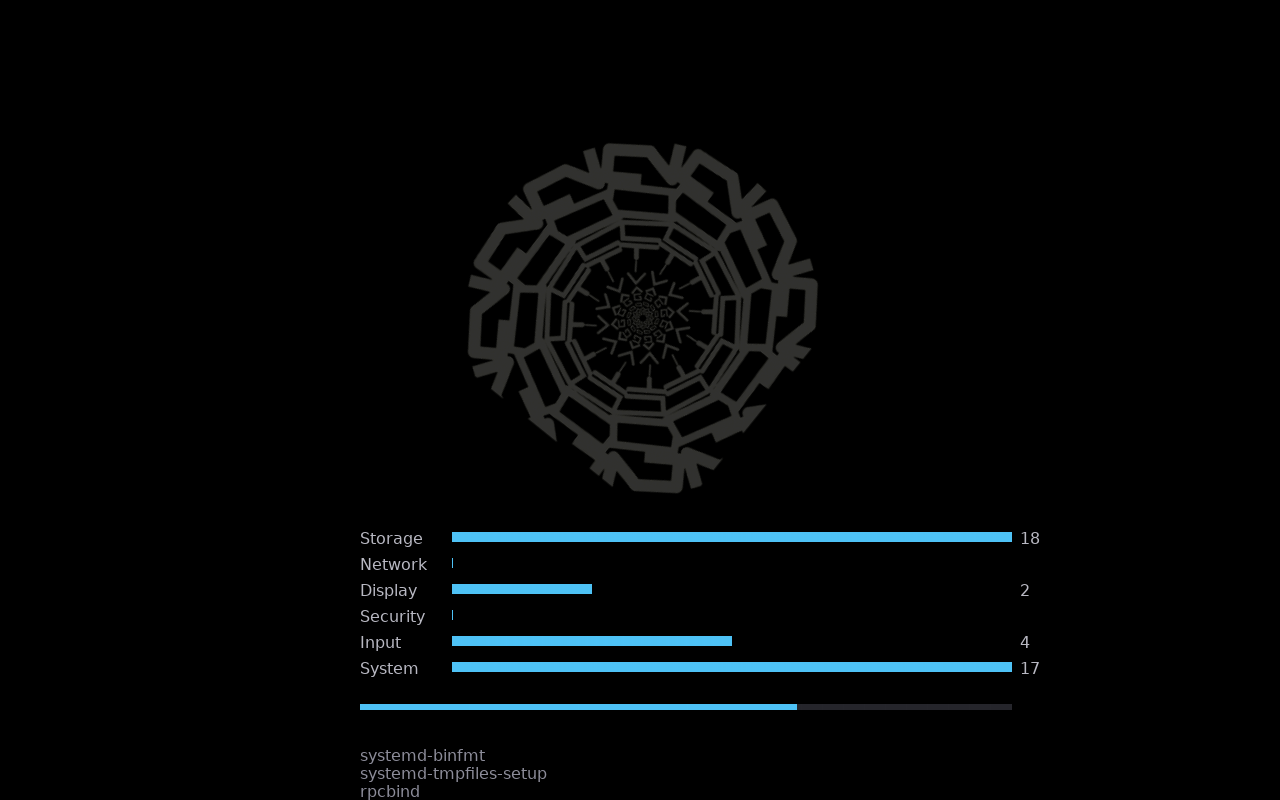 Storage 18
Network
Display 2
Security
Input 4
System 17
systemd-binfmt
systemd-tmpfiles-setup
rpcbind